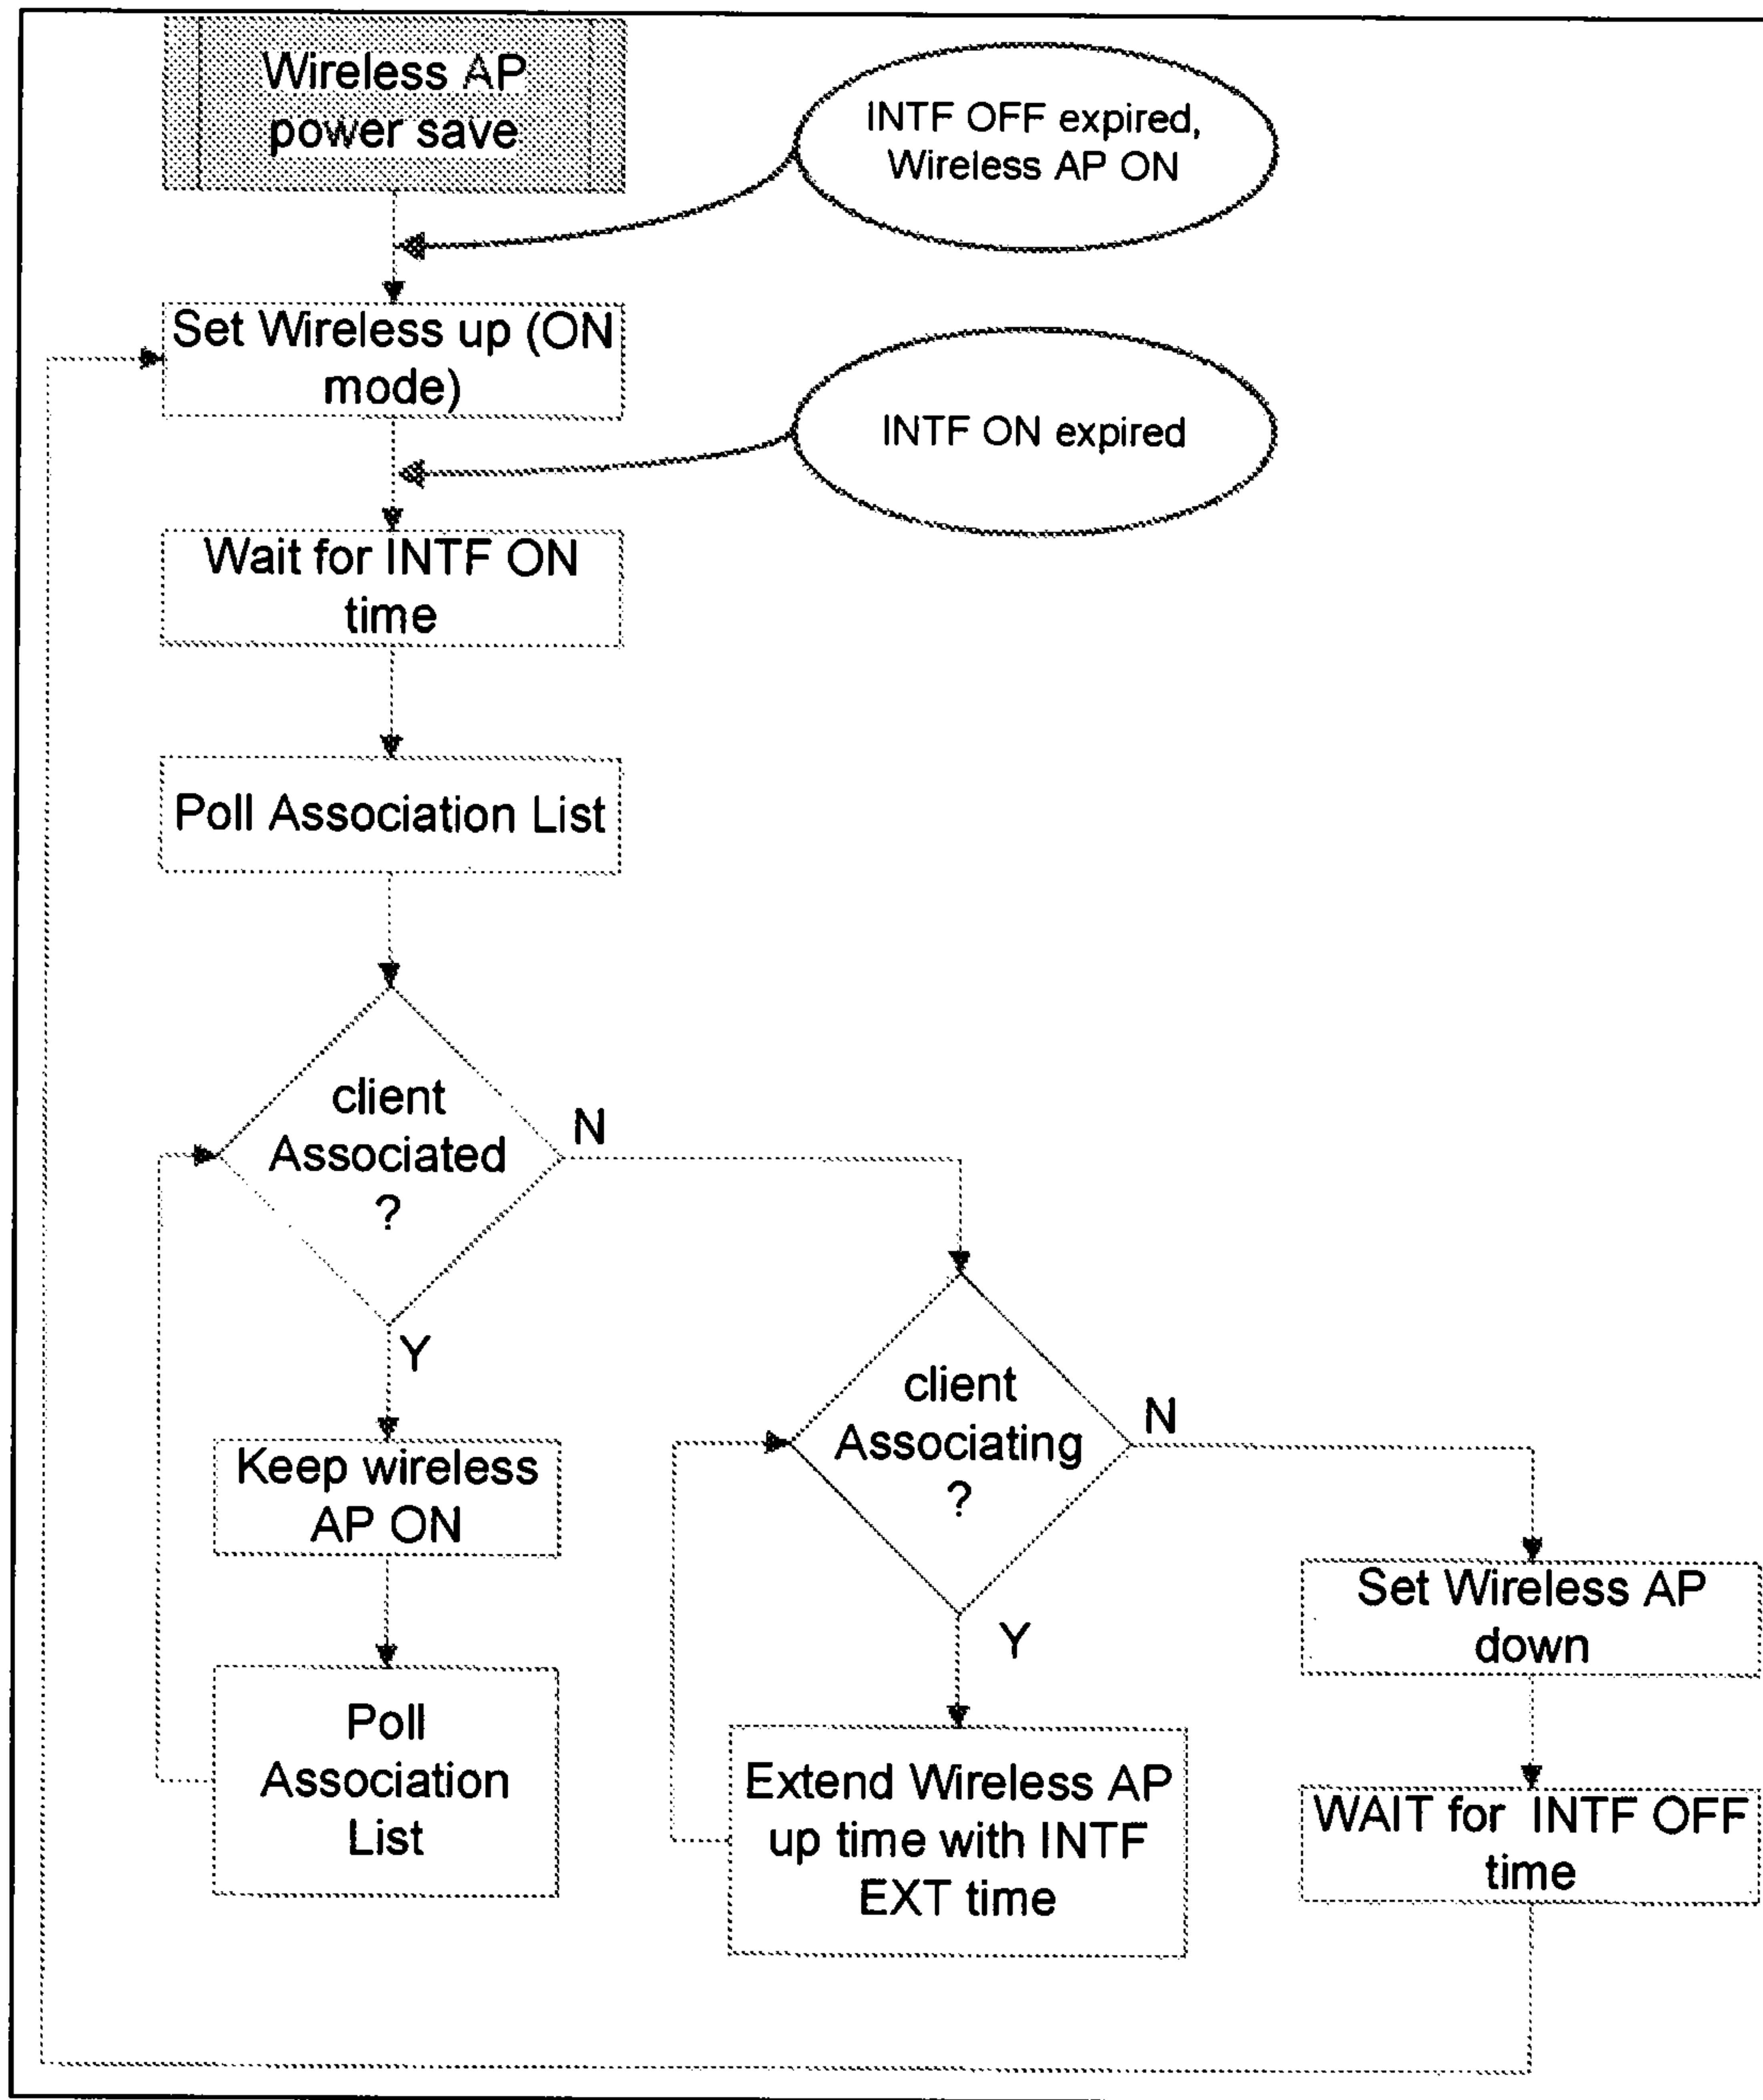 Wireless AP
power save
INTF OFF expired,
Wireless AP ON
Set Wireless up (ON
mode)
INTF ON expired
Wait for INTF ON
time
Poll Association List
client
Associated
?
N
Y
client
Associating
?
N
Y
Keep wireless
AP ON
Set Wireless AP
down
Poll
Association
List
Extend Wireless AP
up time with INTF
EXT time
WAIT for INTF OFF
time